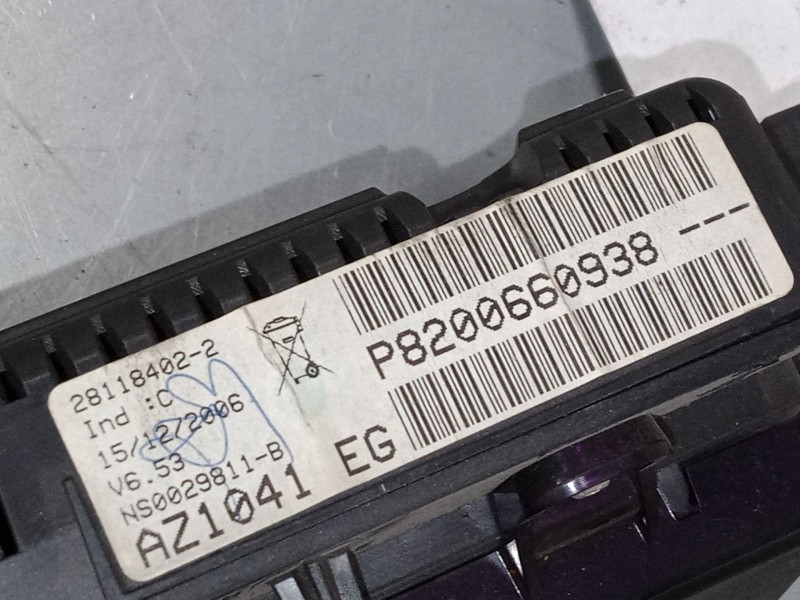 28118402-2
Ind :C
15/12/2006
V6.53
NS0029811-B
AZ1041 EG
P8200660938 ---